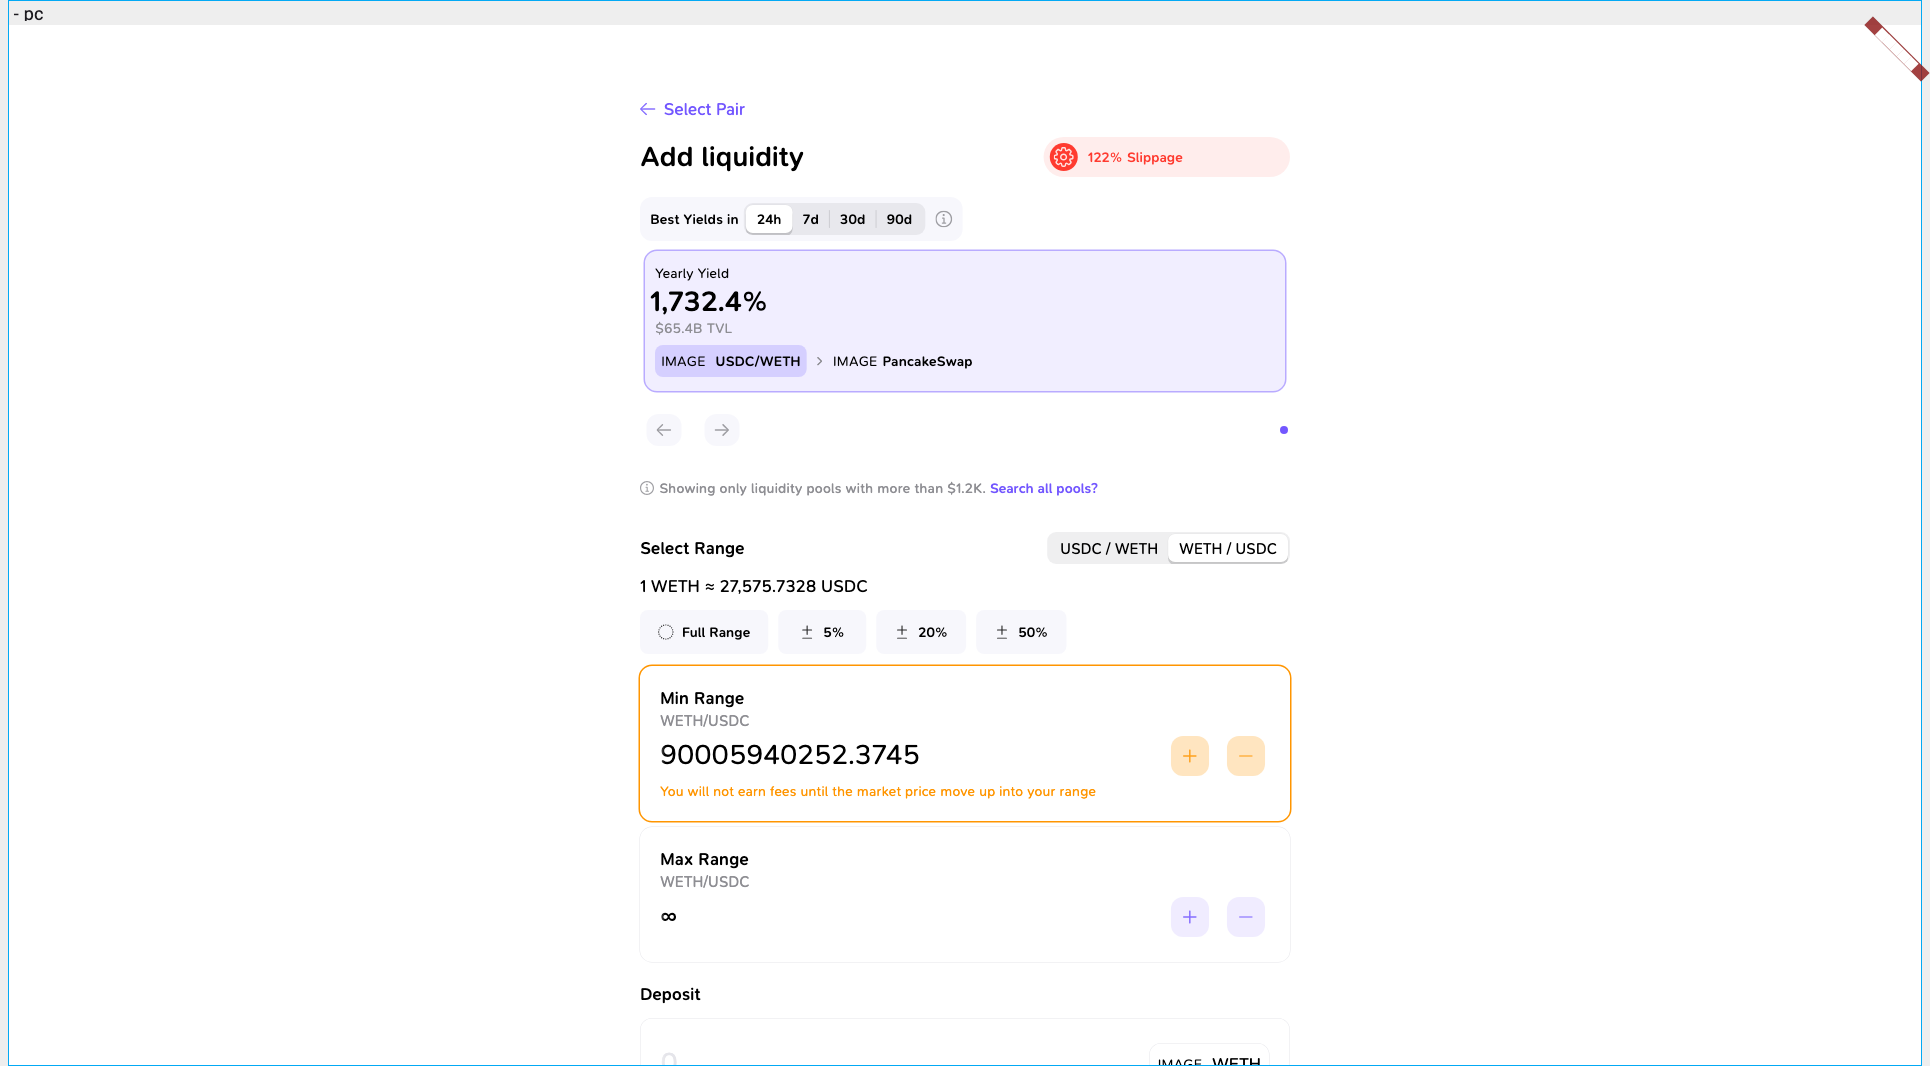 - pc
Select Pair
Add liquidity
122% Slippage
Best Yields in 24h 7d 30d 90d
Yearly Yield
1,732.4%
$65.4B TVL
IMAGE USDC/WETH > IMAGE PancakeSwap
Showing only liquidity pools with more than $1.2K. Search all pools?
Select Range
USDC / WETH WETH / USDC
1 WETH ≈ 27,575.7328 USDC
Full Range ± 5% ± 20% ± 50%
Min Range
WETH/USDC
90005940252.3745
You will not earn fees until the market price move up into your range
Max Range
WETH/USDC
∞
Deposit
0
IMAGE WETH